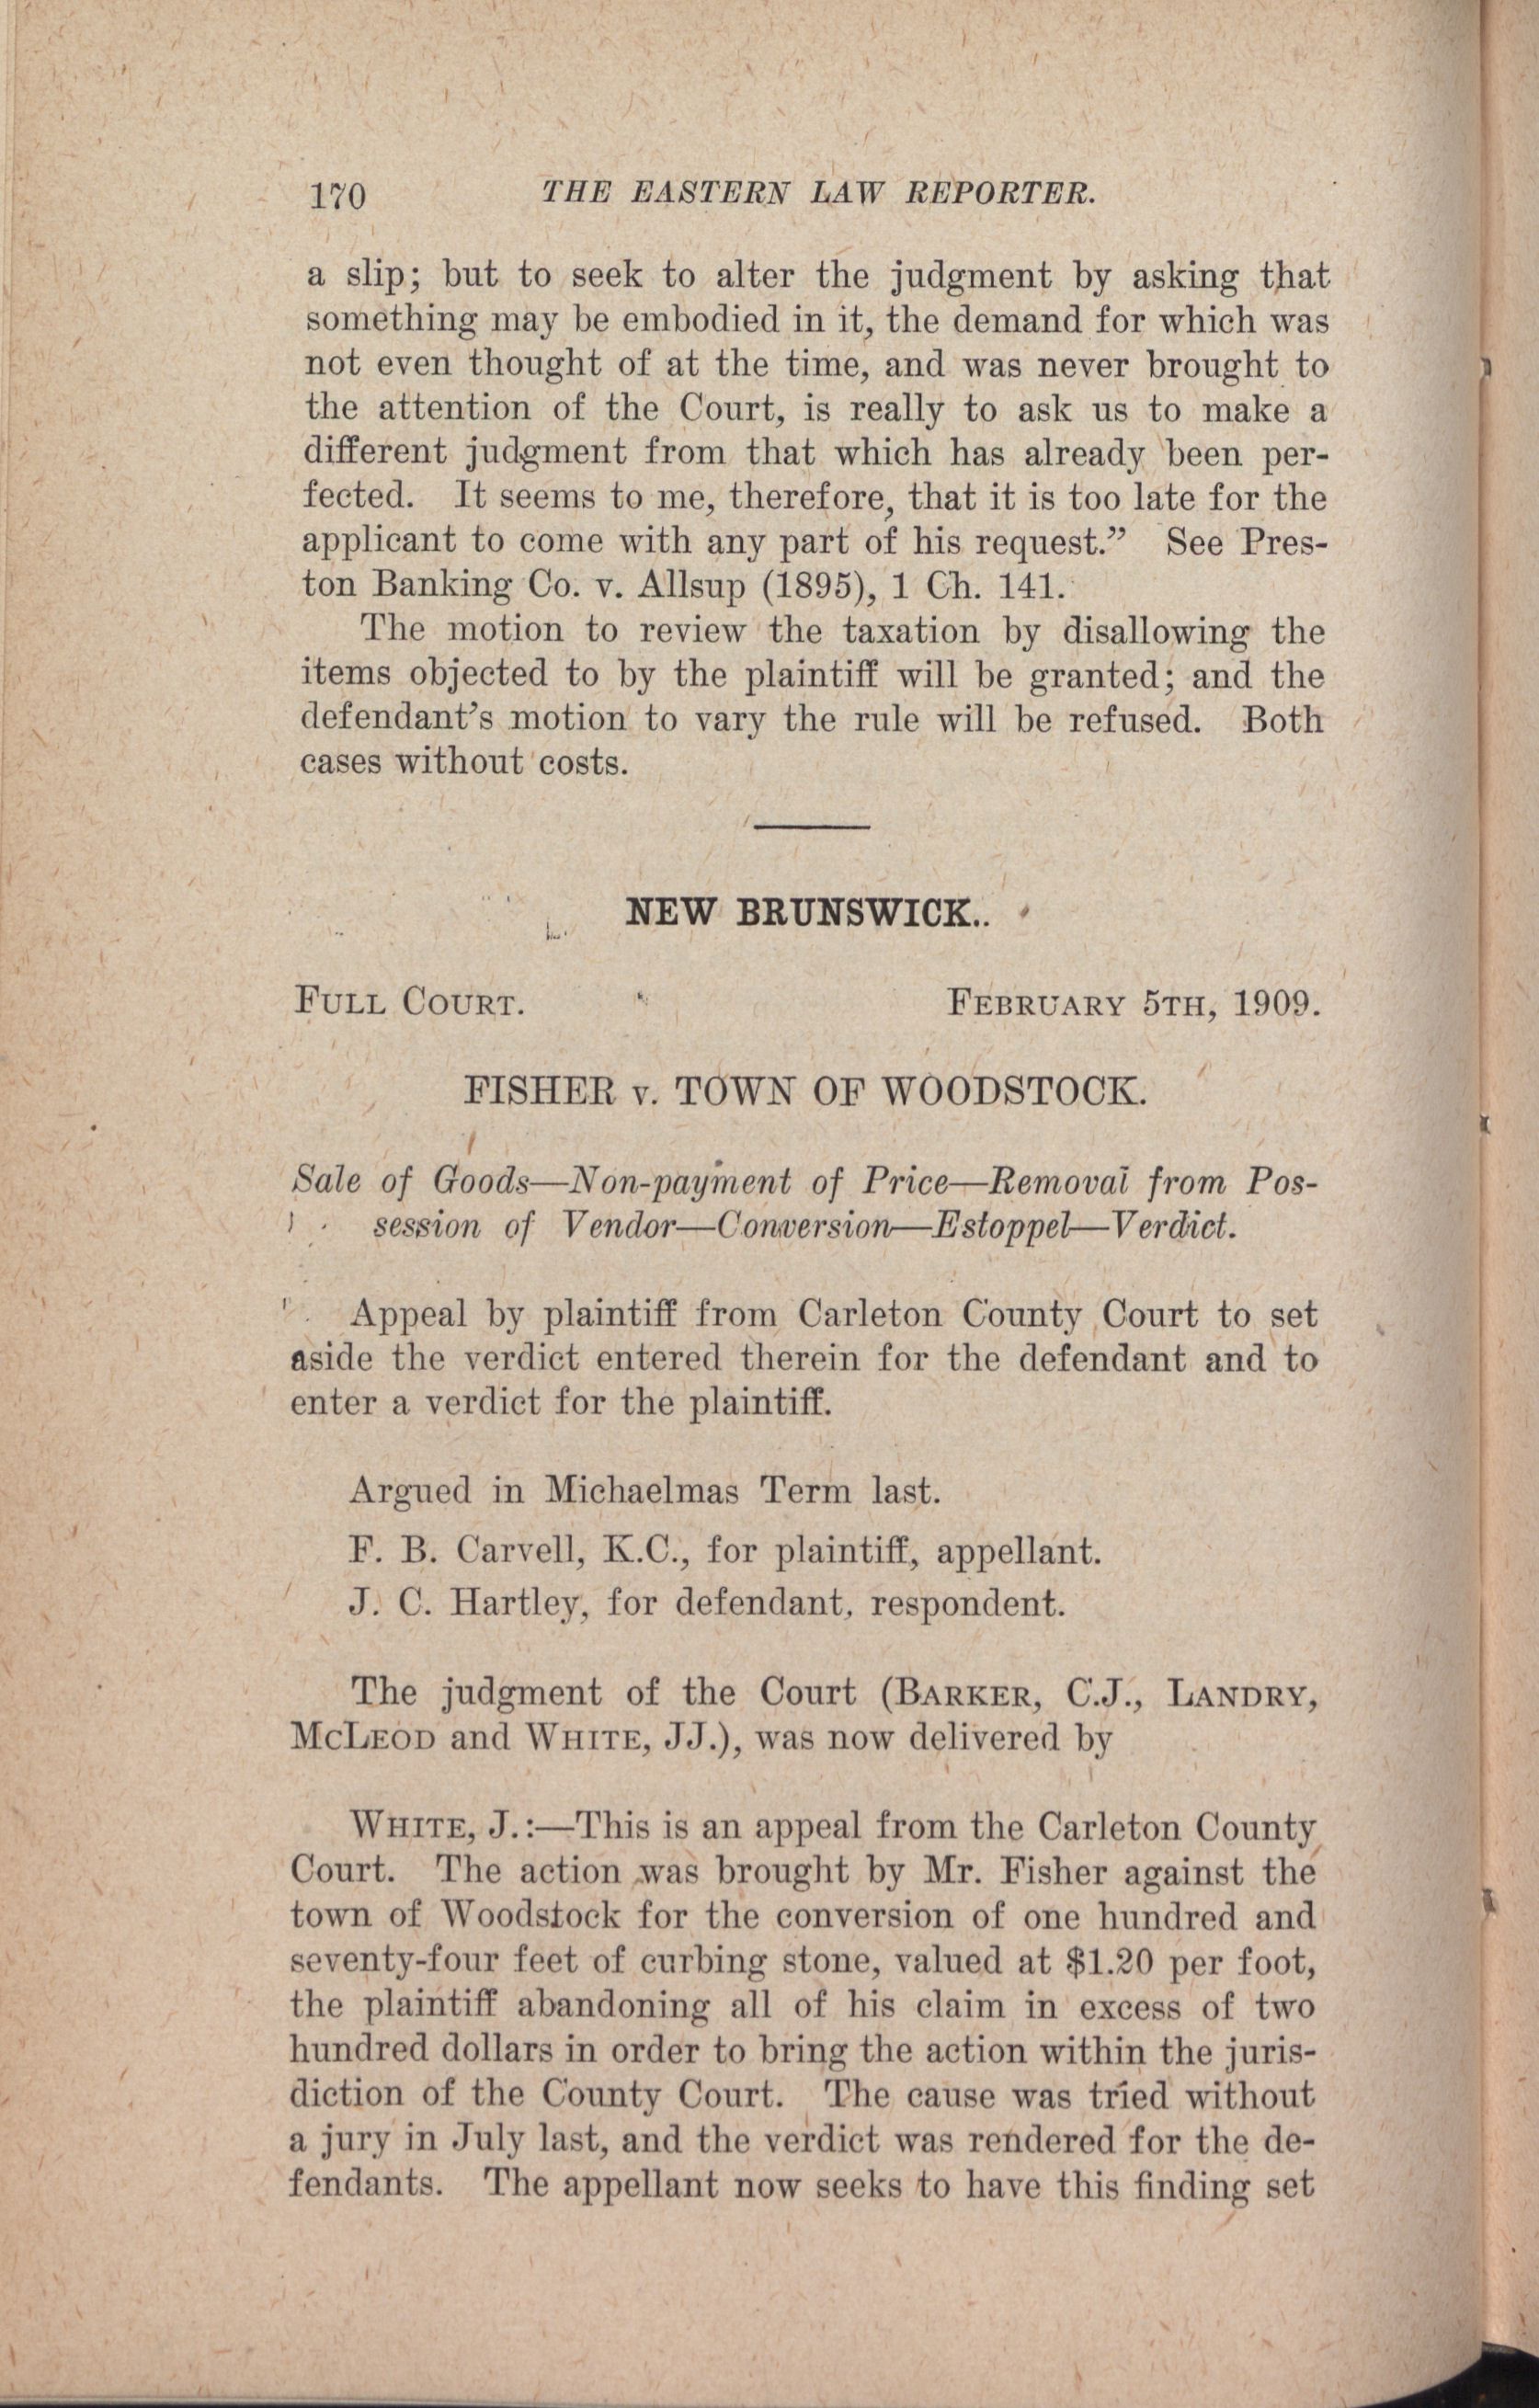 170 THE EASTERN LAW REPORTER.
a slip; but to seek to alter the judgment by asking that
something may be embodied in it, the demand for which was
not even thought of at the time, and was never brought to
the attention of the Court, is really to ask us to make a
different judgment from that which has already been per-
fected. It seems to me, therefore, that it is too late for the
applicant to come with any part of his request.” See Pres-
ton Banking Co. v. Allsup (1895), 1 Ch. 141.
The motion to review the taxation by disallowing the
items objected to by the plaintiff will be granted; and the
defendant’s motion to vary the rule will be refused. Both
cases without costs.
NEW BRUNSWICK..
FULL COURT. FEBRUARY 5TH, 1909.
FISHER v. TOWN OF WOODSTOCK.
Sale of Goods—Non-payment of Price—Removal from Pos-
session of Vendor—Conversion—Estoppel—Verdict.
Appeal by plaintiff from Carleton County Court to set
aside the verdict entered therein for the defendant and to
enter a verdict for the plaintiff.
Argued in Michaelmas Term last.
F. B. Carvell, K.C., for plaintiff, appellant.
J. C. Hartley, for defendant, respondent.
The judgment of the Court (BARKER, C.J., LANDRY,
MCLEOD and WHITE, JJ.), was now delivered by
WHITE, J.:—This is an appeal from the Carleton County
Court. The action was brought by Mr. Fisher against the
town of Woodstock for the conversion of one hundred and
seventy-four feet of curbing stone, valued at $1.20 per foot,
the plaintiff abandoning all of his claim in excess of two
hundred dollars in order to bring the action within the juris-
diction of the County Court. The cause was tried without
a jury in July last, and the verdict was rendered for the de-
fendants. The appellant now seeks to have this finding set